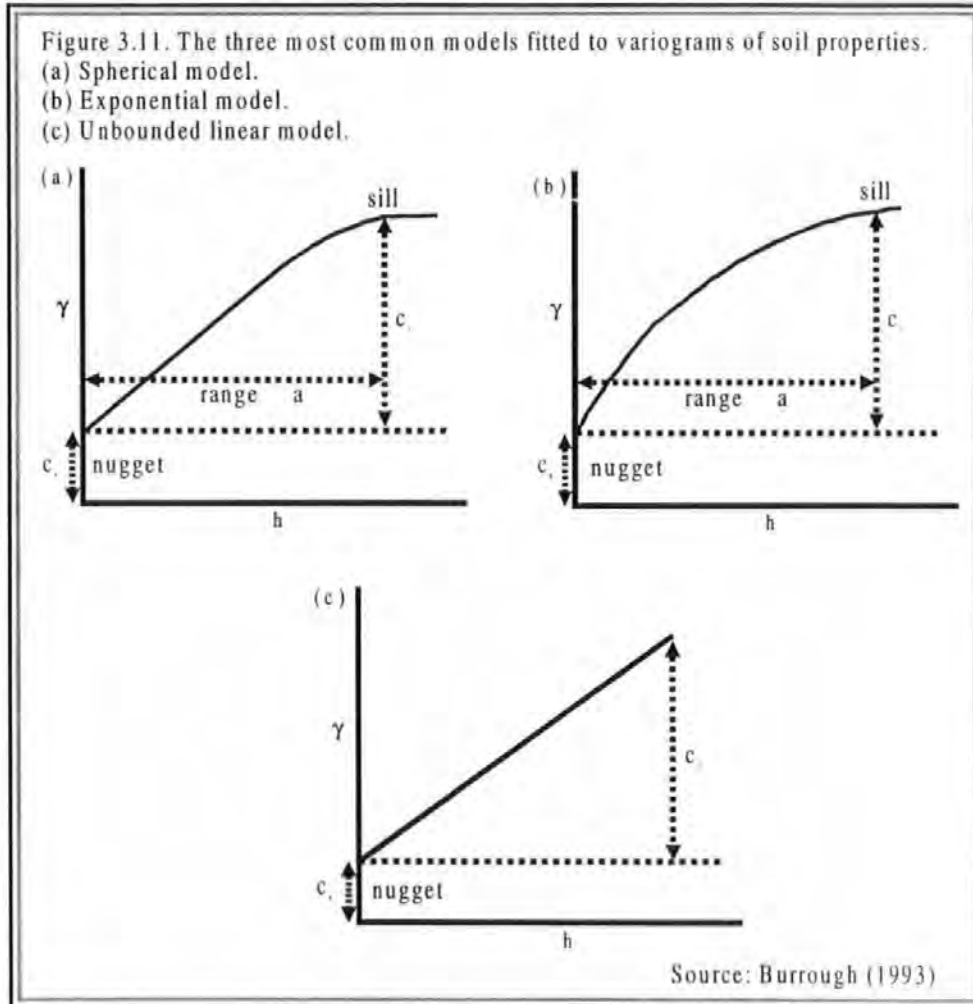 Figure 3.11. The three most common models fitted to variograms of soil properties.
(a) Spherical model.
(b) Exponential model.
(c) Unbounded linear model.
(a)
sill
γ
c
range a
c
nugget
h
(b)
sill
γ
c
range a
c
nugget
h
(c)
γ
c
c
nugget
h
Source: Burrough (1993)